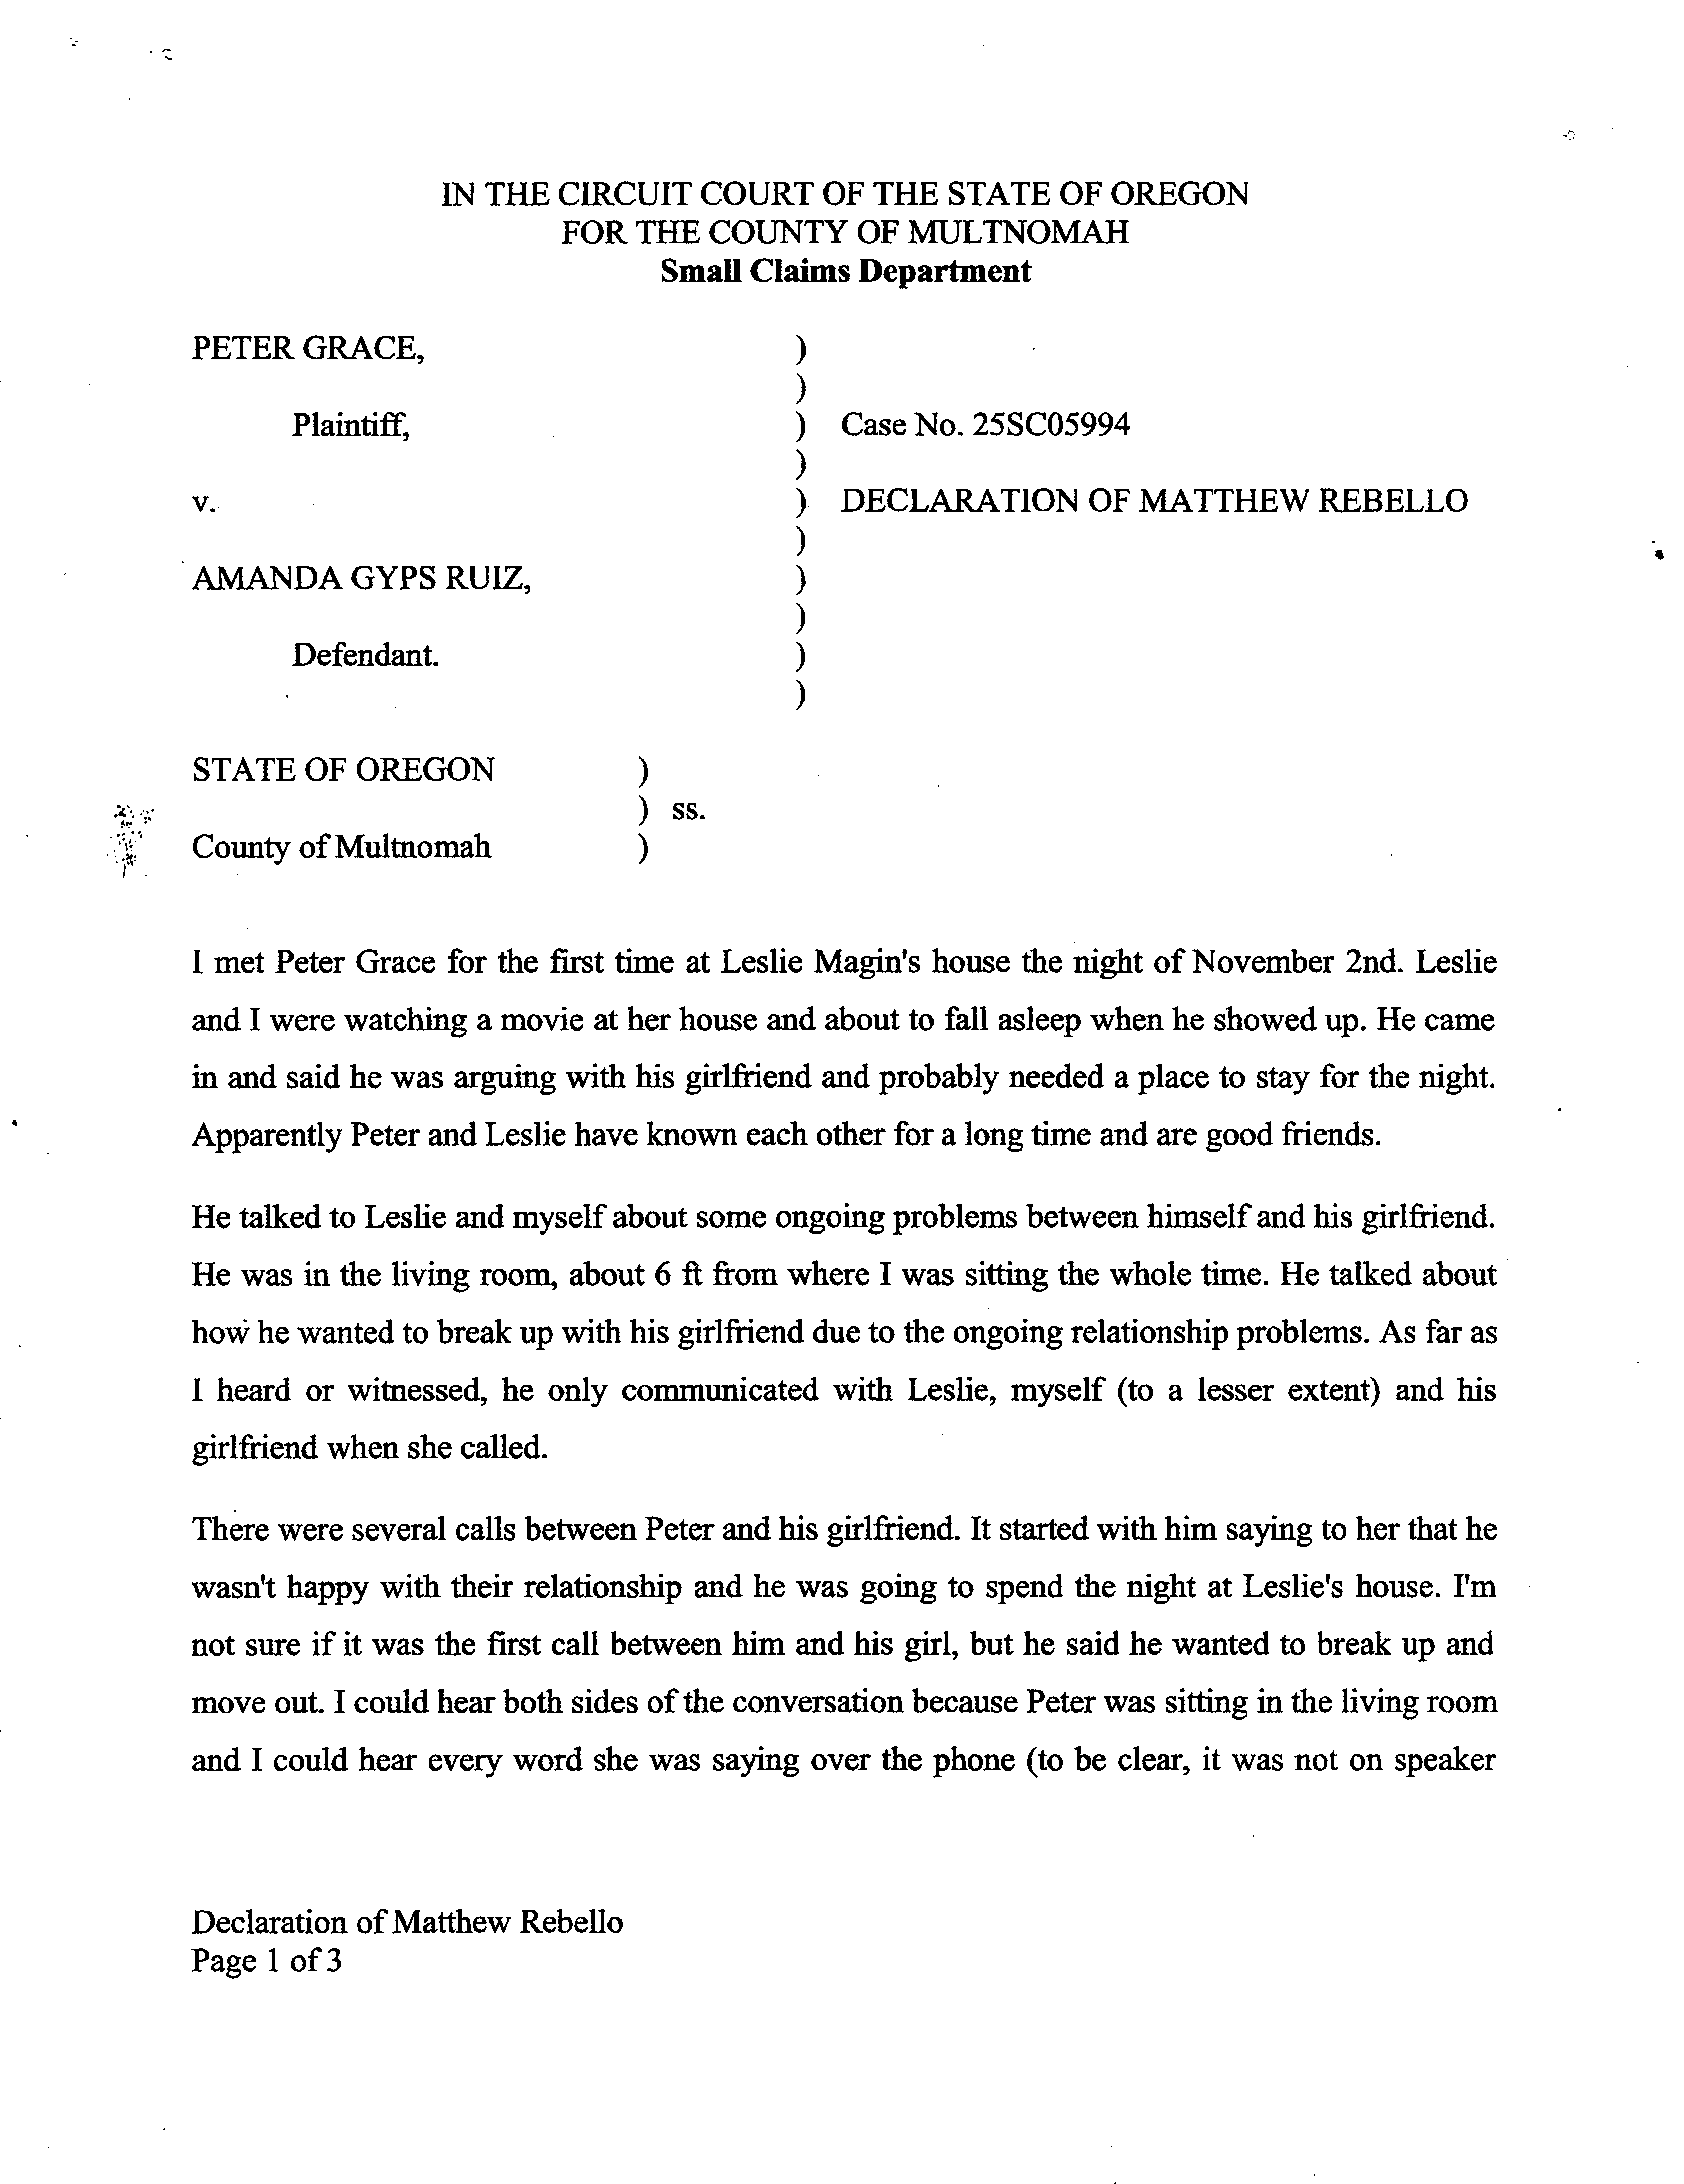 IN THE CIRCUIT COURT OF THE STATE OF OREGON
FOR THE COUNTY OF MULTNOMAH
Small Claims Department
PETER GRACE, )
)
Plaintiff, ) Case No. 25SC05994
)
v. ) DECLARATION OF MATTHEW REBELLO
)
AMANDA GYPS RUIZ, )
)
Defendant. )
)
STATE OF OREGON )
) ss.
County of Multnomah )
I met Peter Grace for the first time at Leslie Magin's house the night of November 2nd. Leslie
and I were watching a movie at her house and about to fall asleep when he showed up. He came
in and said he was arguing with his girlfriend and probably needed a place to stay for the night.
Apparently Peter and Leslie have known each other for a long time and are good friends.
He talked to Leslie and myself about some ongoing problems between himself and his girlfriend.
He was in the living room, about 6 ft from where I was sitting the whole time. He talked about
how he wanted to break up with his girlfriend due to the ongoing relationship problems. As far as
I heard or witnessed, he only communicated with Leslie, myself (to a lesser extent) and his
girlfriend when she called.
There were several calls between Peter and his girlfriend. It started with him saying to her that he
wasn't happy with their relationship and he was going to spend the night at Leslie's house. I'm
not sure if it was the first call between him and his girl, but he said he wanted to break up and
move out. I could hear both sides of the conversation because Peter was sitting in the living room
and I could hear every word she was saying over the phone (to be clear, it was not on speaker
Declaration of Matthew Rebello
Page 1 of 3